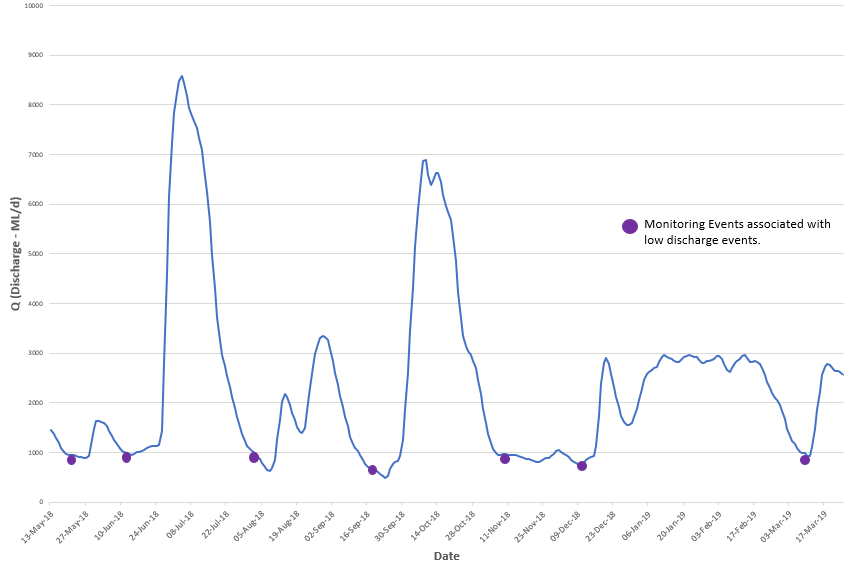 10000
9000
8000
7000
6000
5000
4000
3000
2000
1000
0
Q (Discharge - ML/d)
Monitoring Events associated with
low discharge events.
13-May-18
27-May-18
10-Jun-18
24-Jun-18
08-Jul-18
22-Jul-18
05-Aug-18
19-Aug-18
02-Sep-18
16-Sep-18
30-Sep-18
14-Oct-18
28-Oct-18
11-Nov-18
25-Nov-18
09-Dec-18
23-Dec-18
06-Jan-19
20-Jan-19
03-Feb-19
17-Feb-19
03-Mar-19
17-Mar-19
Date